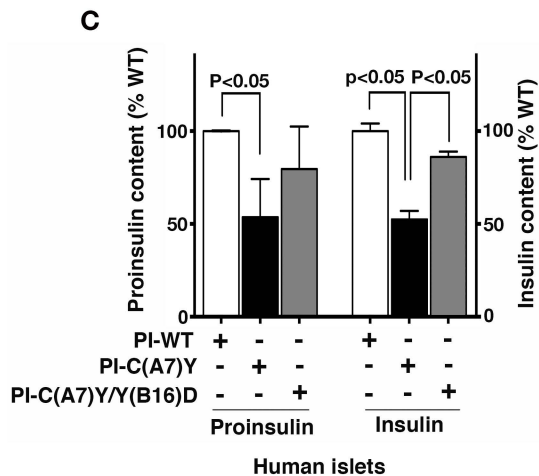 C
P<0.05
p<0.05 P<0.05
Proinsulin content (% WT)
100
50
0
Insulin content (% WT)
100
50
0
PI-WT + - - + - -
PI-C(A7)Y - + - - + -
PI-C(A7)Y/Y(B16)D - - + - - +
Proinsulin Insulin
Human islets